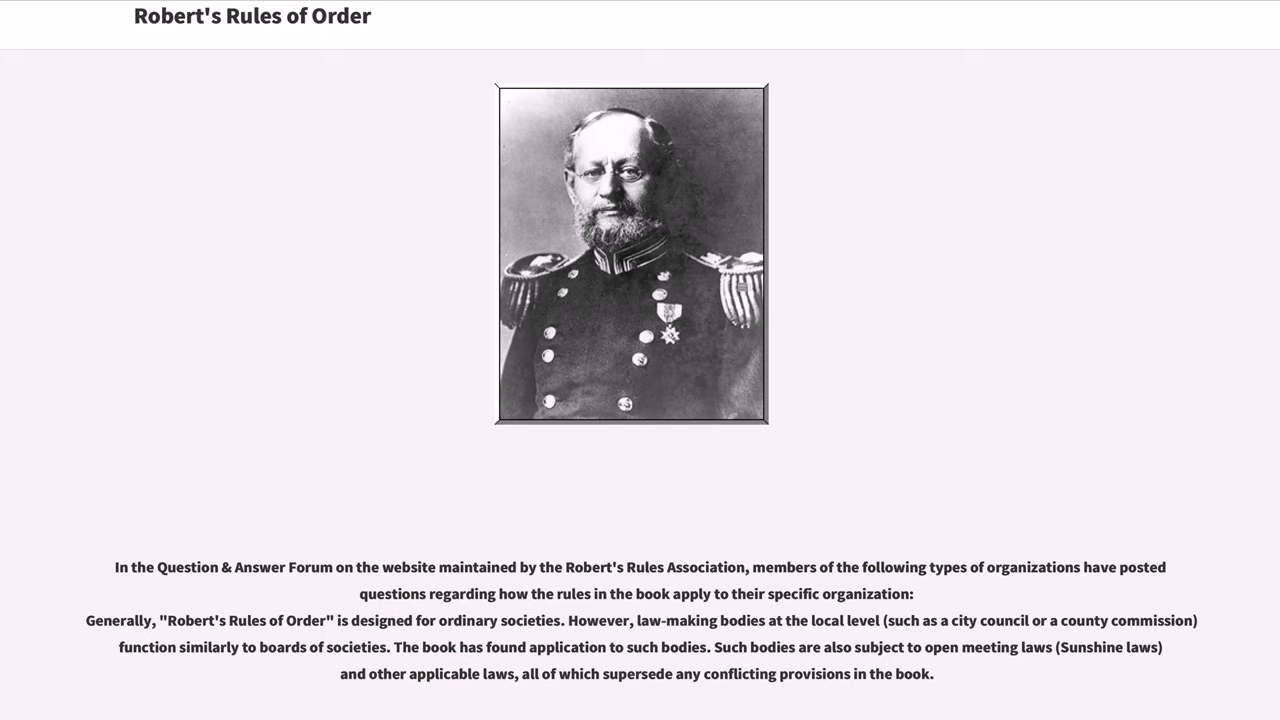 Robert's Rules of Order
In the Question & Answer Forum on the website maintained by the Robert's Rules Association, members of the following types of organizations have posted
questions regarding how the rules in the book apply to their specific organization:
Generally, "Robert's Rules of Order" is designed for ordinary societies. However, law-making bodies at the local level (such as a city council or a county commission)
function similarly to boards of societies. The book has found application to such bodies. Such bodies are also subject to open meeting laws (Sunshine laws)
and other applicable laws, all of which supersede any conflicting provisions in the book.